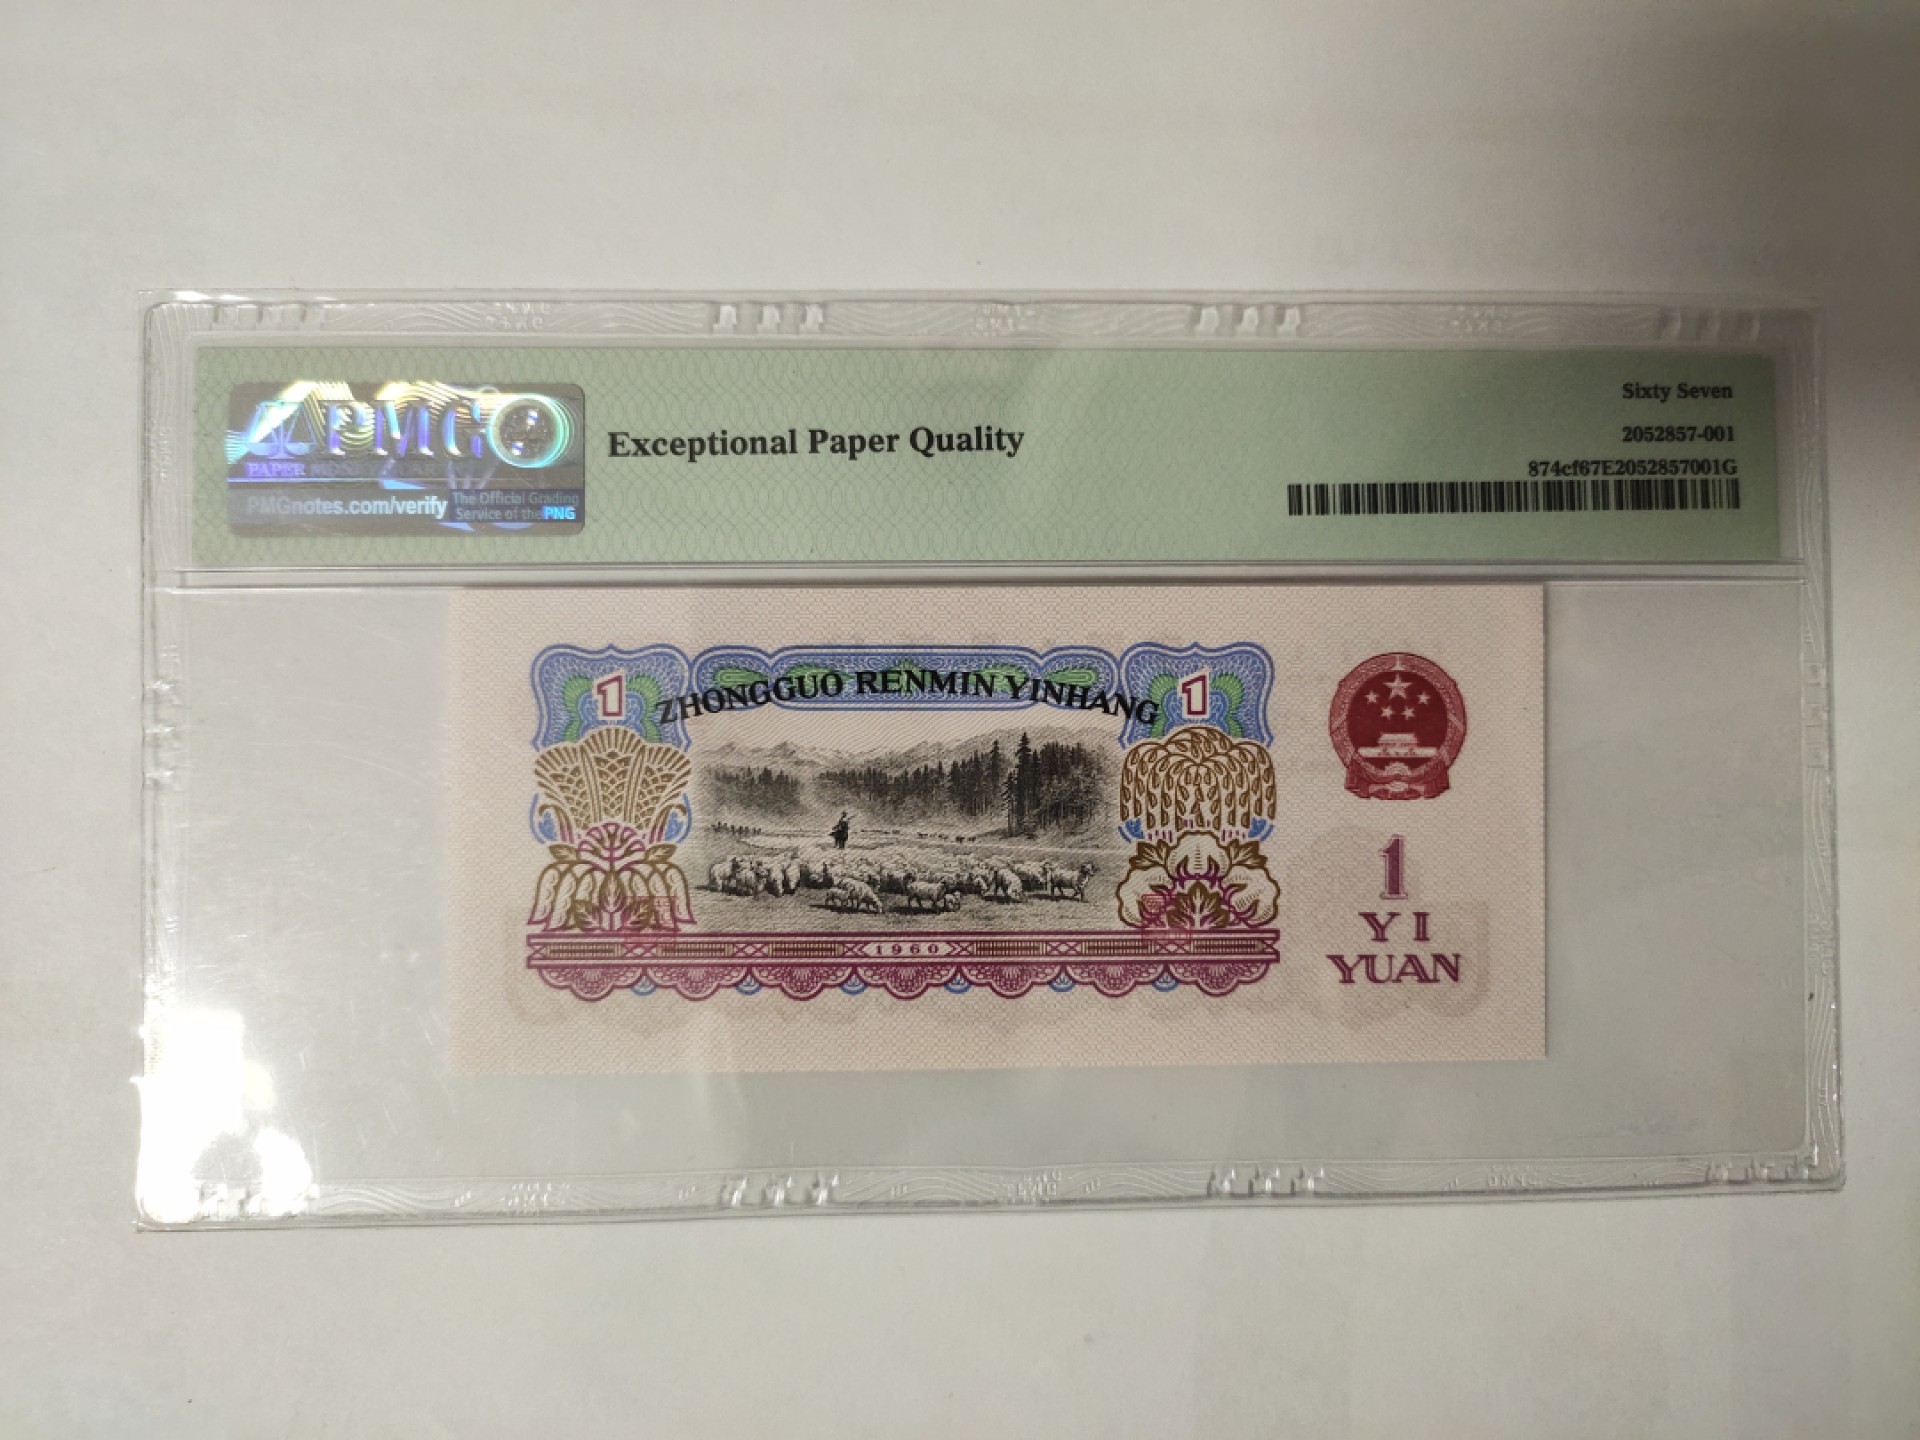 PMG
PAPER MONEY GUARANTY
PMGnotes.com/verify
The Official Grading
Service of the PNG
Exceptional Paper Quality
Sixty Seven
2052857-001
874cf67E2052857001G
1
ZHONGGUO RENMIN YINHANG
1
1960
1
YI
YUAN